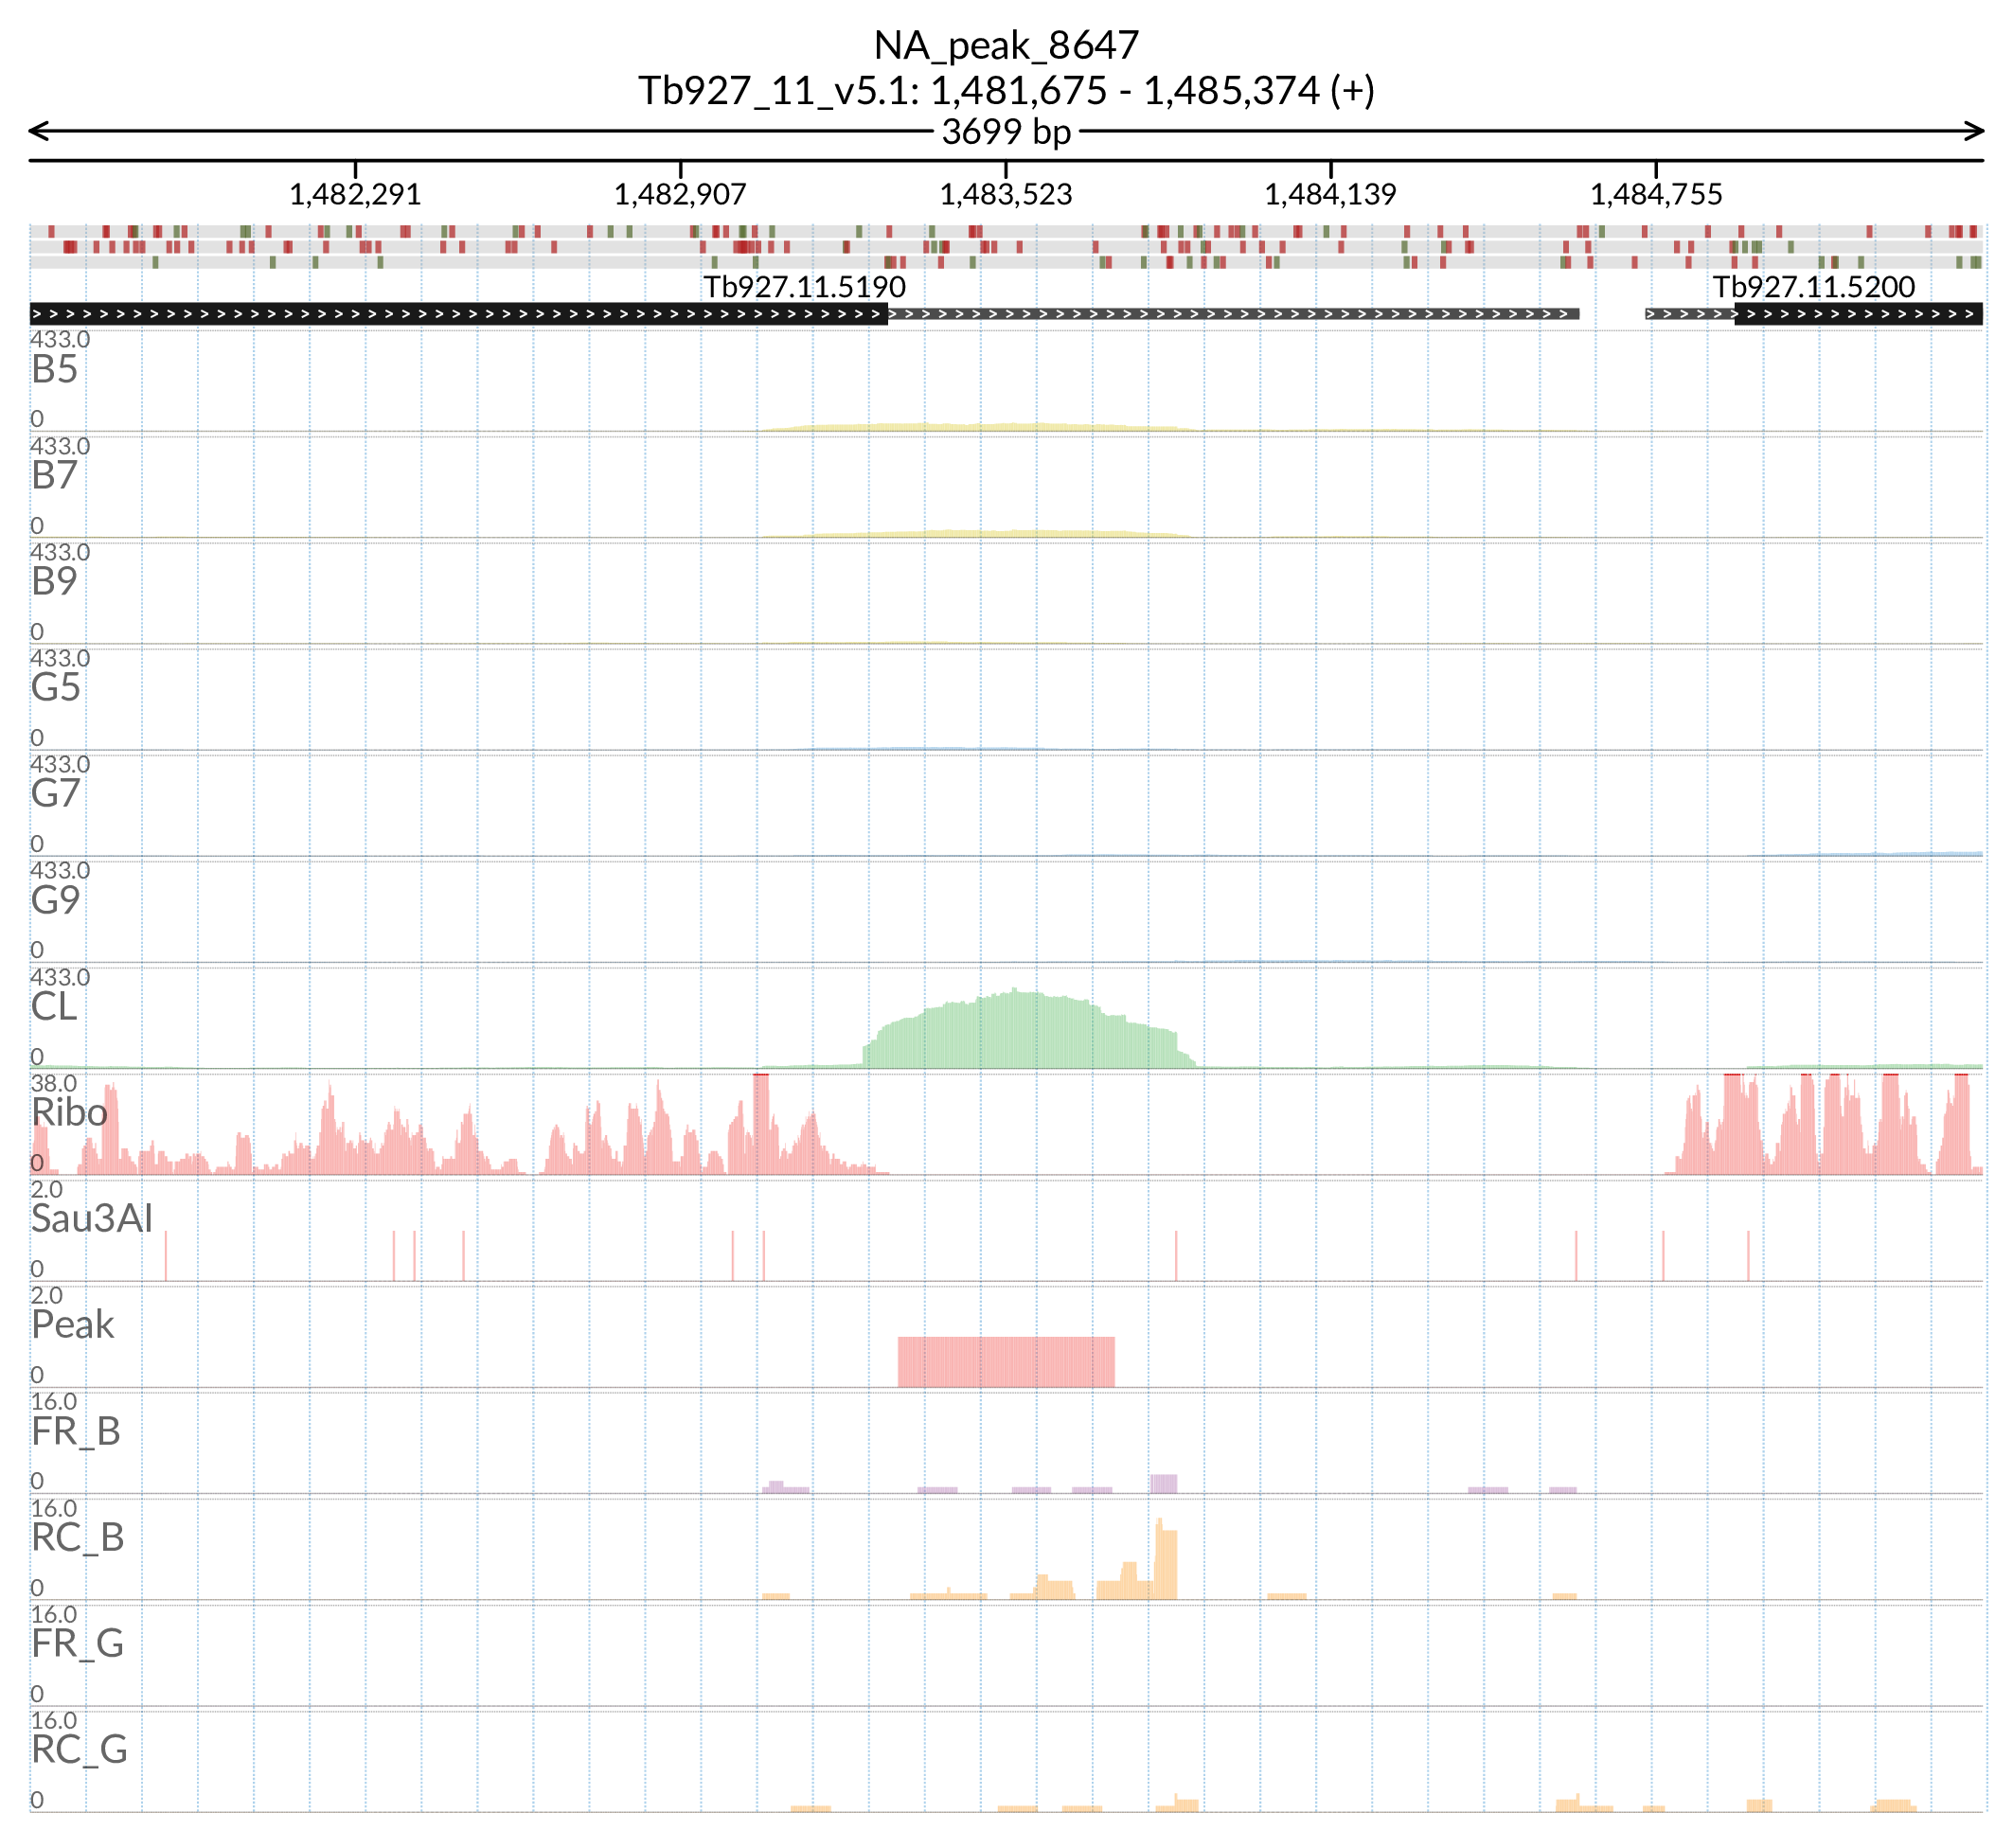 NA_peak_8647
Tb927_11_v5.1: 1,481,675 - 1,485,374 (+)
3699 bp
1,482,291 1,482,907 1,483,523 1,484,139 1,484,755
Tb927.11.5190 Tb927.11.5200
433.0
B5
0
433.0
B7
0
433.0
B9
0
433.0
G5
0
433.0
G7
0
433.0
G9
0
433.0
CL
0
38.0
Ribo
0
2.0
Sau3AI
0
2.0
Peak
0
16.0
FR_B
0
16.0
RC_B
0
16.0
FR_G
0
16.0
RC_G
0